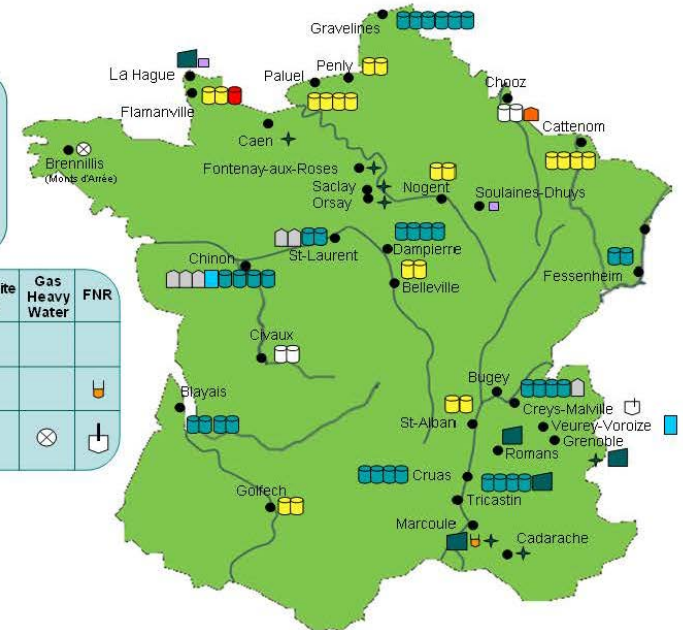 Gravelines
La Hague
Paluel
Penly
Chooz
Flamanville
Cattenom
Caen
Brennillis
(Monts d'Arrée)
Fontenay-aux-Roses
Saclay
Nogent
Soulaines-Dhuys
Orsay
Dampierre
Chinon
St-Laurent
Fessenheim
Belleville
Gas
Heavy
Water
FNR
Civaux
Blayais
Bugey
Creys-Malville
St-Alban
Veurey-Voroize
Grenoble
Romans
Cruas
Tricastin
Golfech
Marcoule
Cadarache